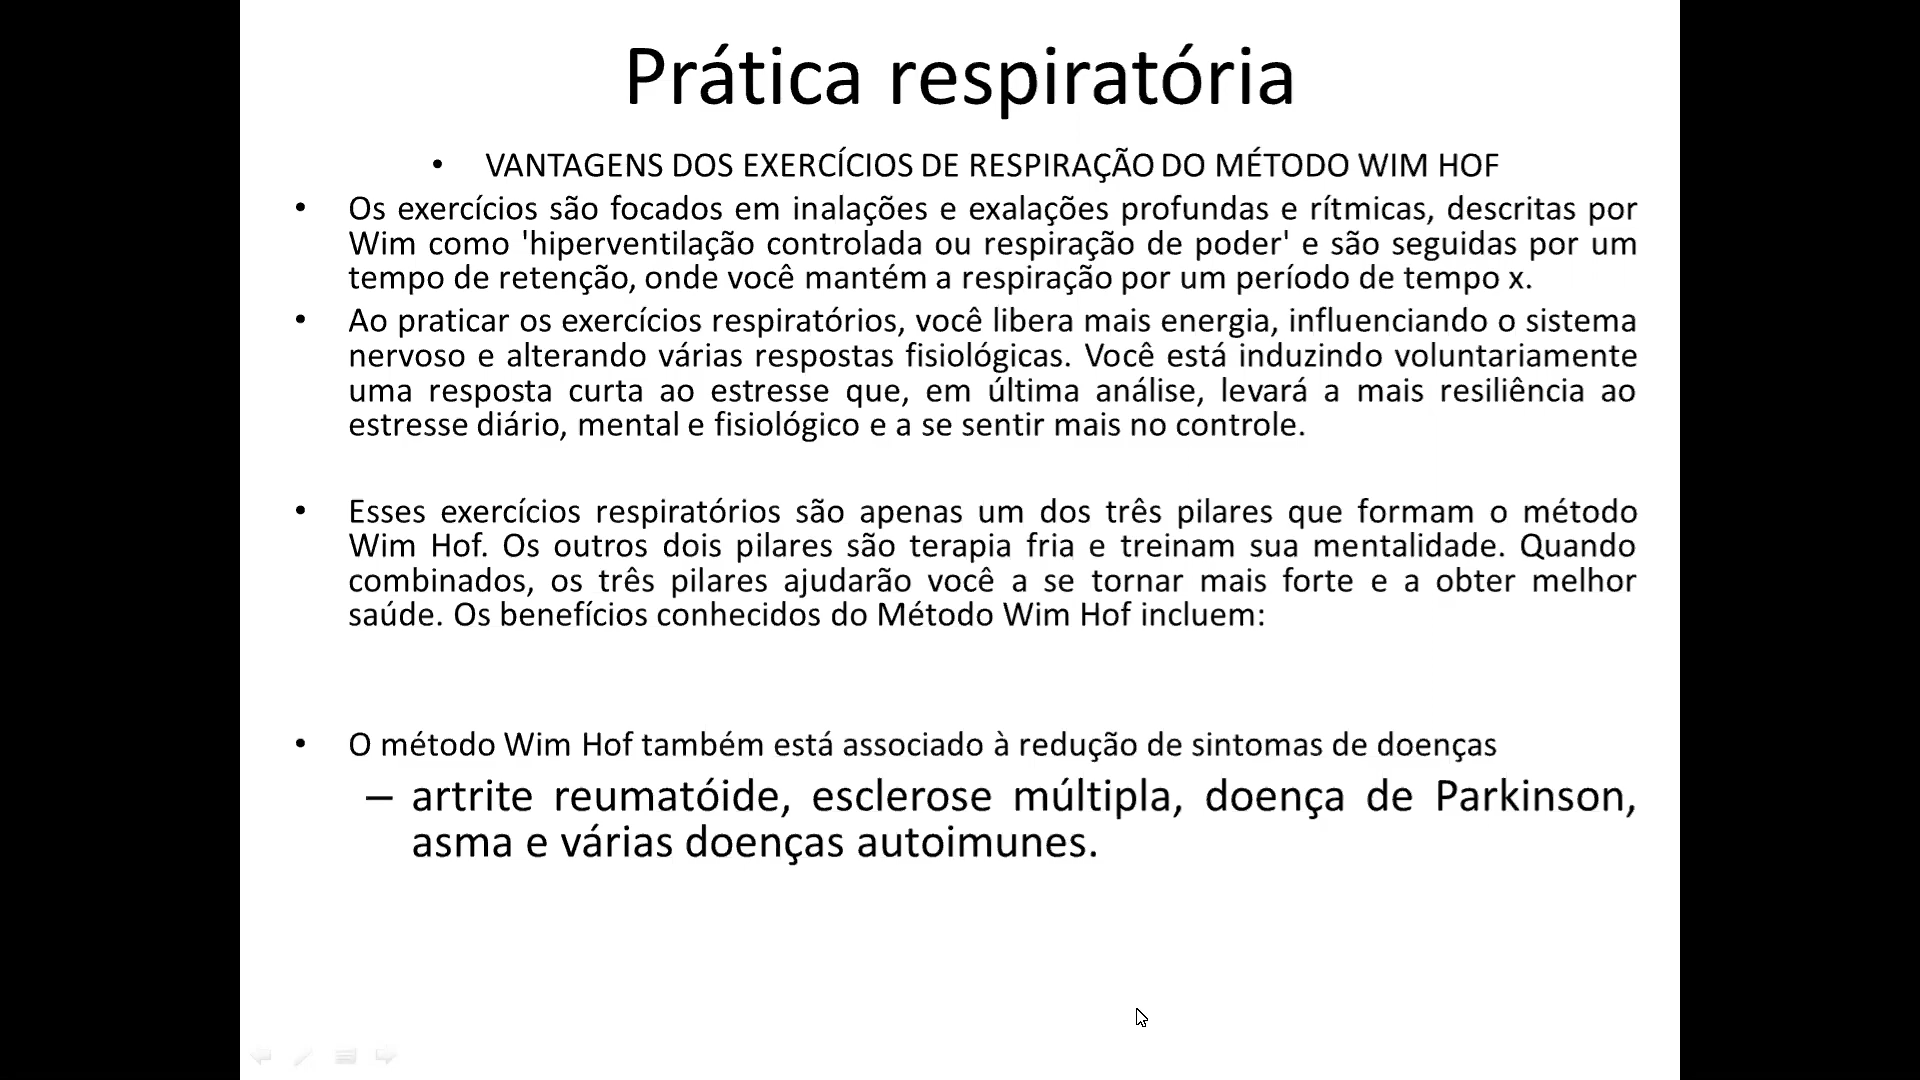 Prática respiratória
• VANTAGENS DOS EXERCÍCIOS DE RESPIRAÇÃO DO MÉTODO WIM HOF
• Os exercícios são focados em inalações e exalações profundas e rítmicas, descritas por
Wim como 'hiperventilação controlada ou respiração de poder' e são seguidas por um
tempo de retenção, onde você mantém a respiração por um período de tempo x.
• Ao praticar os exercícios respiratórios, você libera mais energia, influenciando o sistema
nervoso e alterando várias respostas fisiológicas. Você está induzindo voluntariamente
uma resposta curta ao estresse que, em última análise, levará a mais resiliência ao
estresse diário, mental e fisiológico e a se sentir mais no controle.
• Esses exercícios respiratórios são apenas um dos três pilares que formam o método
Wim Hof. Os outros dois pilares são terapia fria e treinam sua mentalidade. Quando
combinados, os três pilares ajudarão você a se tornar mais forte e a obter melhor
saúde. Os benefícios conhecidos do Método Wim Hof incluem:
• O método Wim Hof também está associado à redução de sintomas de doenças
– artrite reumatóide, esclerose múltipla, doença de Parkinson,
asma e várias doenças autoimunes.